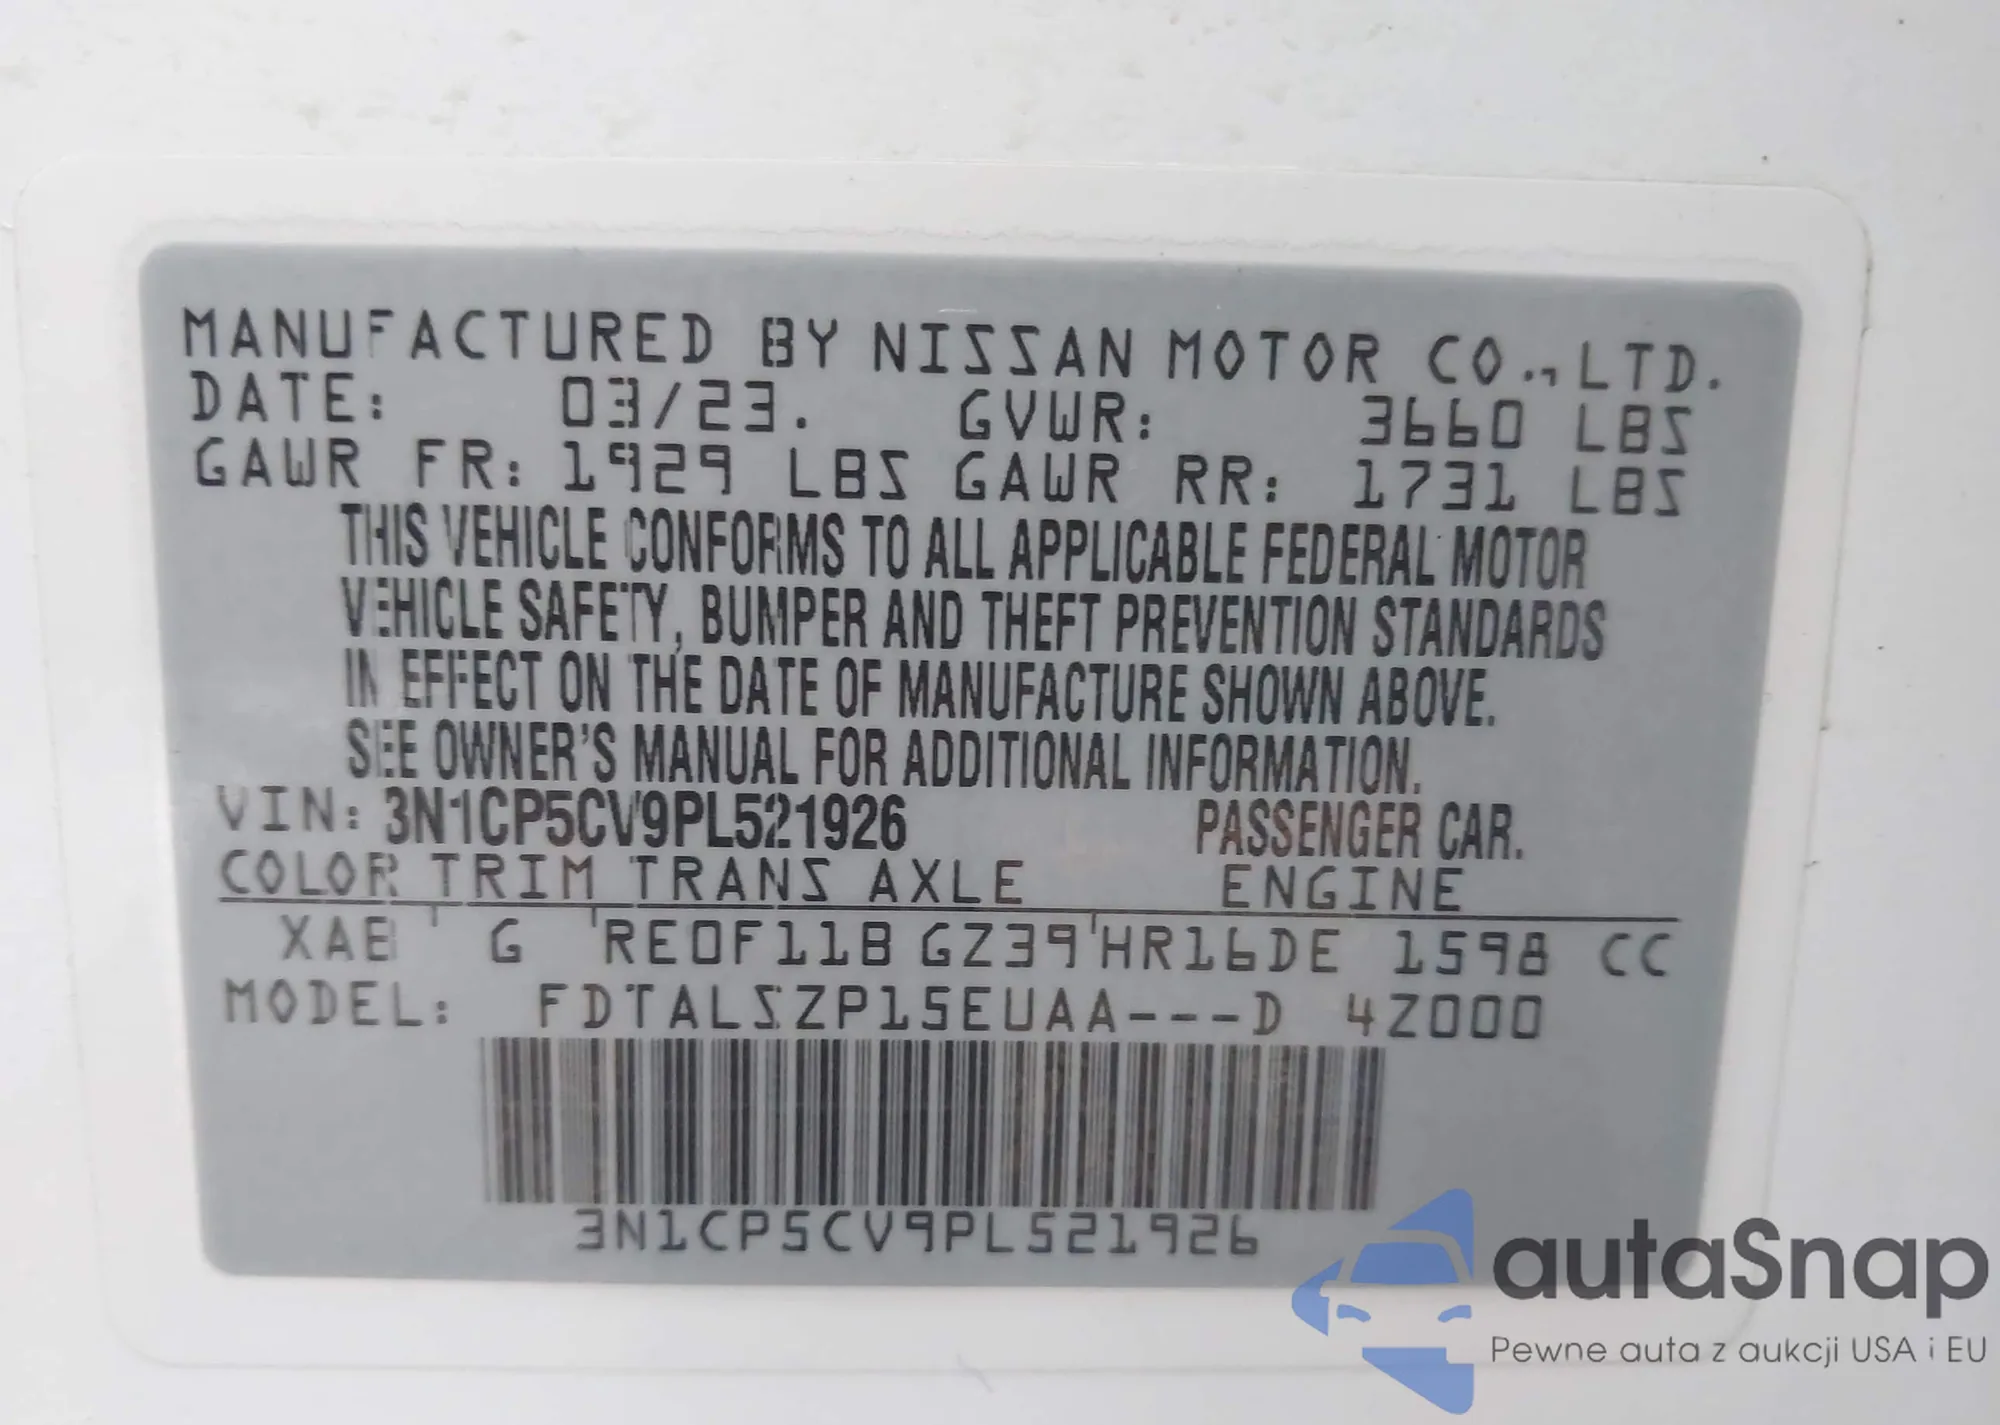 MANUFACTURED BY NISSAN MOTOR CO., LTD.
DATE: 03/23. GVWR: 3660 LBS
GAWR FR: 1929 LBS GAWR RR: 1731 LBS
THIS VEHICLE CONFORMS TO ALL APPLICABLE FEDERAL MOTOR
VEHICLE SAFETY, BUMPER AND THEFT PREVENTION STANDARDS
IN EFFECT ON THE DATE OF MANUFACTURE SHOWN ABOVE.
SEE OWNER'S MANUAL FOR ADDITIONAL INFORMATION.
VIN: 3N1CP5CV9PL521926 PASSENGER CAR.
COLOR TRIM TRANS AXLE ENGINE
XAB G RE0F11B GZ39 HR16DE 1598 CC
MODEL: FDTALSZP15EUAA---D 4Z000
3N1CP5CV9PL521926
autaSnap
Pewne auta z aukcji USA i EU